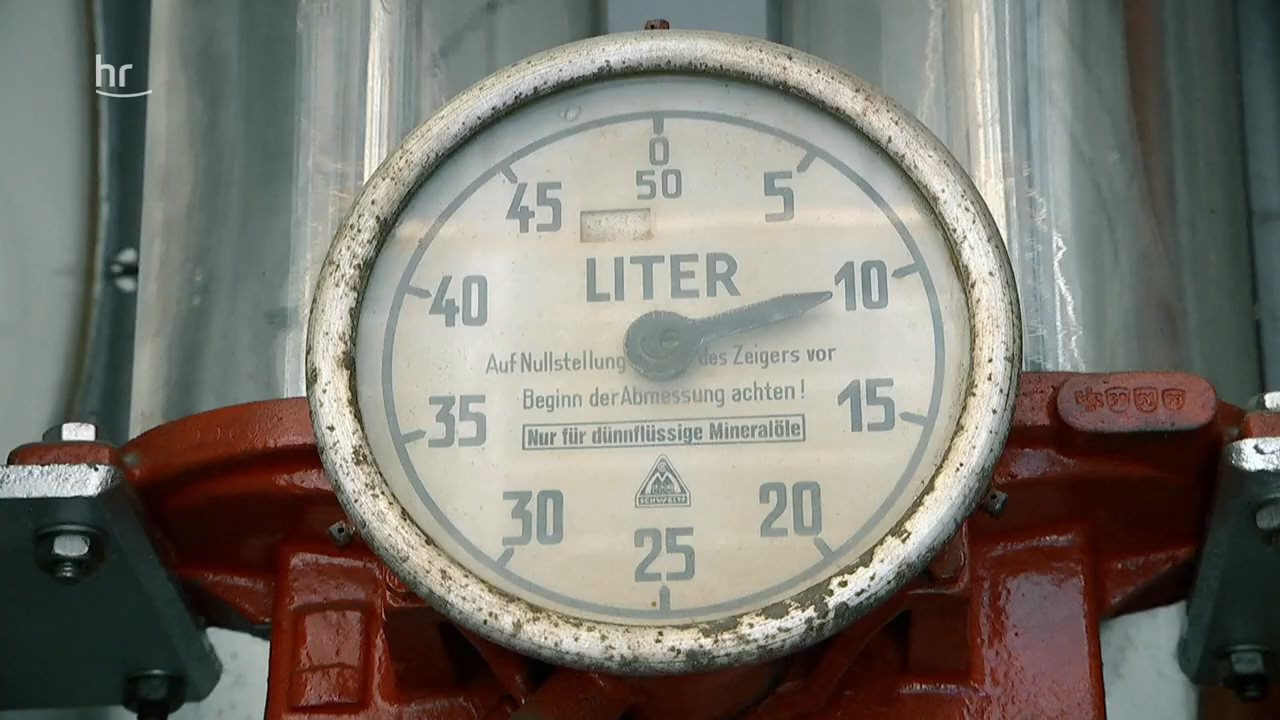 hr
0
50
5
10
15
20
25
30
35
40
45
LITER
Auf Nullstellung des Zeigers vor
Beginn der Abmessung achten!
Nur für dünnflüssige Mineralöle
SCHWELM